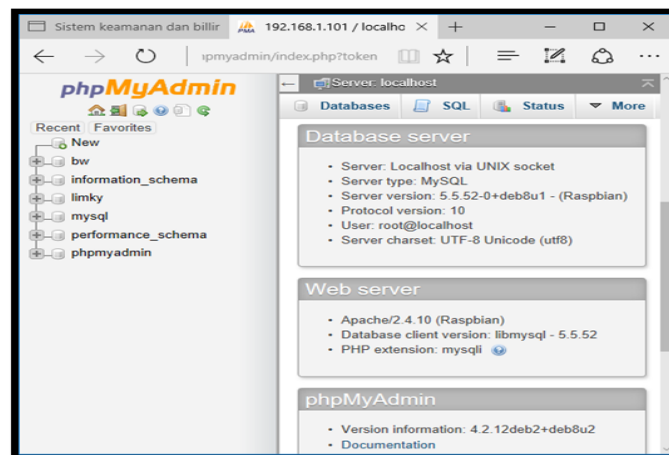 Sistem keamanan dan billir
192.168.1.101 / localhc
ıpmyadmin/index.php?token
phpMyAdmin
Recent Favorites
New
bw
information_schema
limky
mysql
performance_schema
phpmyadmin
Server: localhost
Databases SQL Status More
Database server
Server: Localhost via UNIX socket
Server type: MySQL
Server version: 5.5.52-0+deb8u1 - (Raspbian)
Protocol version: 10
User: root@localhost
Server charset: UTF-8 Unicode (utf8)
Web server
Apache/2.4.10 (Raspbian)
Database client version: libmysql - 5.5.52
PHP extension: mysqli
phpMyAdmin
Version information: 4.2.12deb2+deb8u2
Documentation